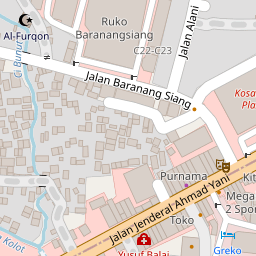 Ruko
Baranangsiang
C22-C23
Jalan Alani
Al-Furqon
Jalan Baranang Siang
Kosa
Pla
Purnama
Kit
Mega
2 Spor
Jalan Jenderal Ahmad Yani
Toko
Yusuf Balai
Greko
Kalot